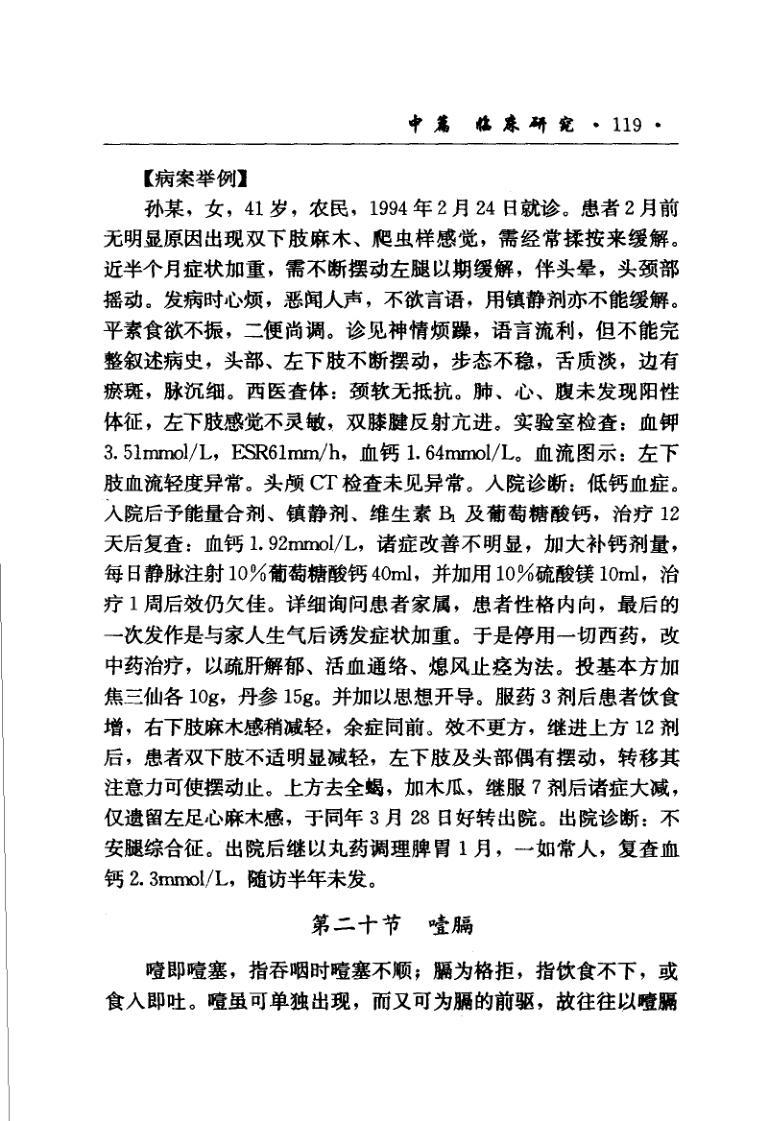 中篇 临床研究 ·119·
【病案举例】
孙某，女，41岁，农民，1994年2月24日就诊。患者2月前
无明显原因出现双下肢麻木、爬虫样感觉，需经常揉按来缓解。
近半个月症状加重，需不断摆动左腿以期缓解，伴头晕，头颈部
摇动。发病时心烦，恶闻人声，不欲言语，用镇静剂亦不能缓解。
平素食欲不振，二便尚调。诊见神情烦躁，语言流利，但不能完
整叙述病史，头部、左下肢不断摆动，步态不稳，舌质淡，边有
瘀斑，脉沉细。西医查体：颈软无抵抗。肺、心、腹未发现阳性
体征，左下肢感觉不灵敏，双膝腱反射亢进。实验室检查：血钾
3.51mmol/L，ESR61mm/h，血钙1.64mmol/L。血流图示：左下
肢血流轻度异常。头颅CT检查未见异常。入院诊断：低钙血症。
入院后予能量合剂、镇静剂、维生素B₁及葡萄糖酸钙，治疗12
天后复查：血钙1.92mmol/L，诸症改善不明显，加大补钙剂量，
每日静脉注射10%葡萄糖酸钙40ml，并加用10%硫酸镁10ml，治
疗1周后效仍欠佳。详细询问患者家属，患者性格内向，最后的
一次发作是与家人生气后诱发症状加重。于是停用一切西药，改
中药治疗，以疏肝解郁、活血通络、熄风止痉为法。投基本方加
焦三仙各10g，丹参15g。并加以思想开导。服药3剂后患者饮食
增，右下肢麻木感稍减轻，余症同前。效不更方，继进上方12剂
后，患者双下肢不适明显减轻，左下肢及头部偶有摆动，转移其
注意力可使摆动止。上方去全蝎，加木瓜，继服7剂后诸症大减，
仅遗留左足心麻木感，于同年3月28日好转出院。出院诊断：不
安腿综合征。出院后继以丸药调理脾胃1月，一如常人，复查血
钙2.3mmol/L，随访半年未发。
第二十节 噎膈
噎即噎塞，指吞咽时噎塞不顺；膈为格拒，指饮食不下，或
食入即吐。噎虽可单独出现，而又可为膈的前驱，故往往以噎膈